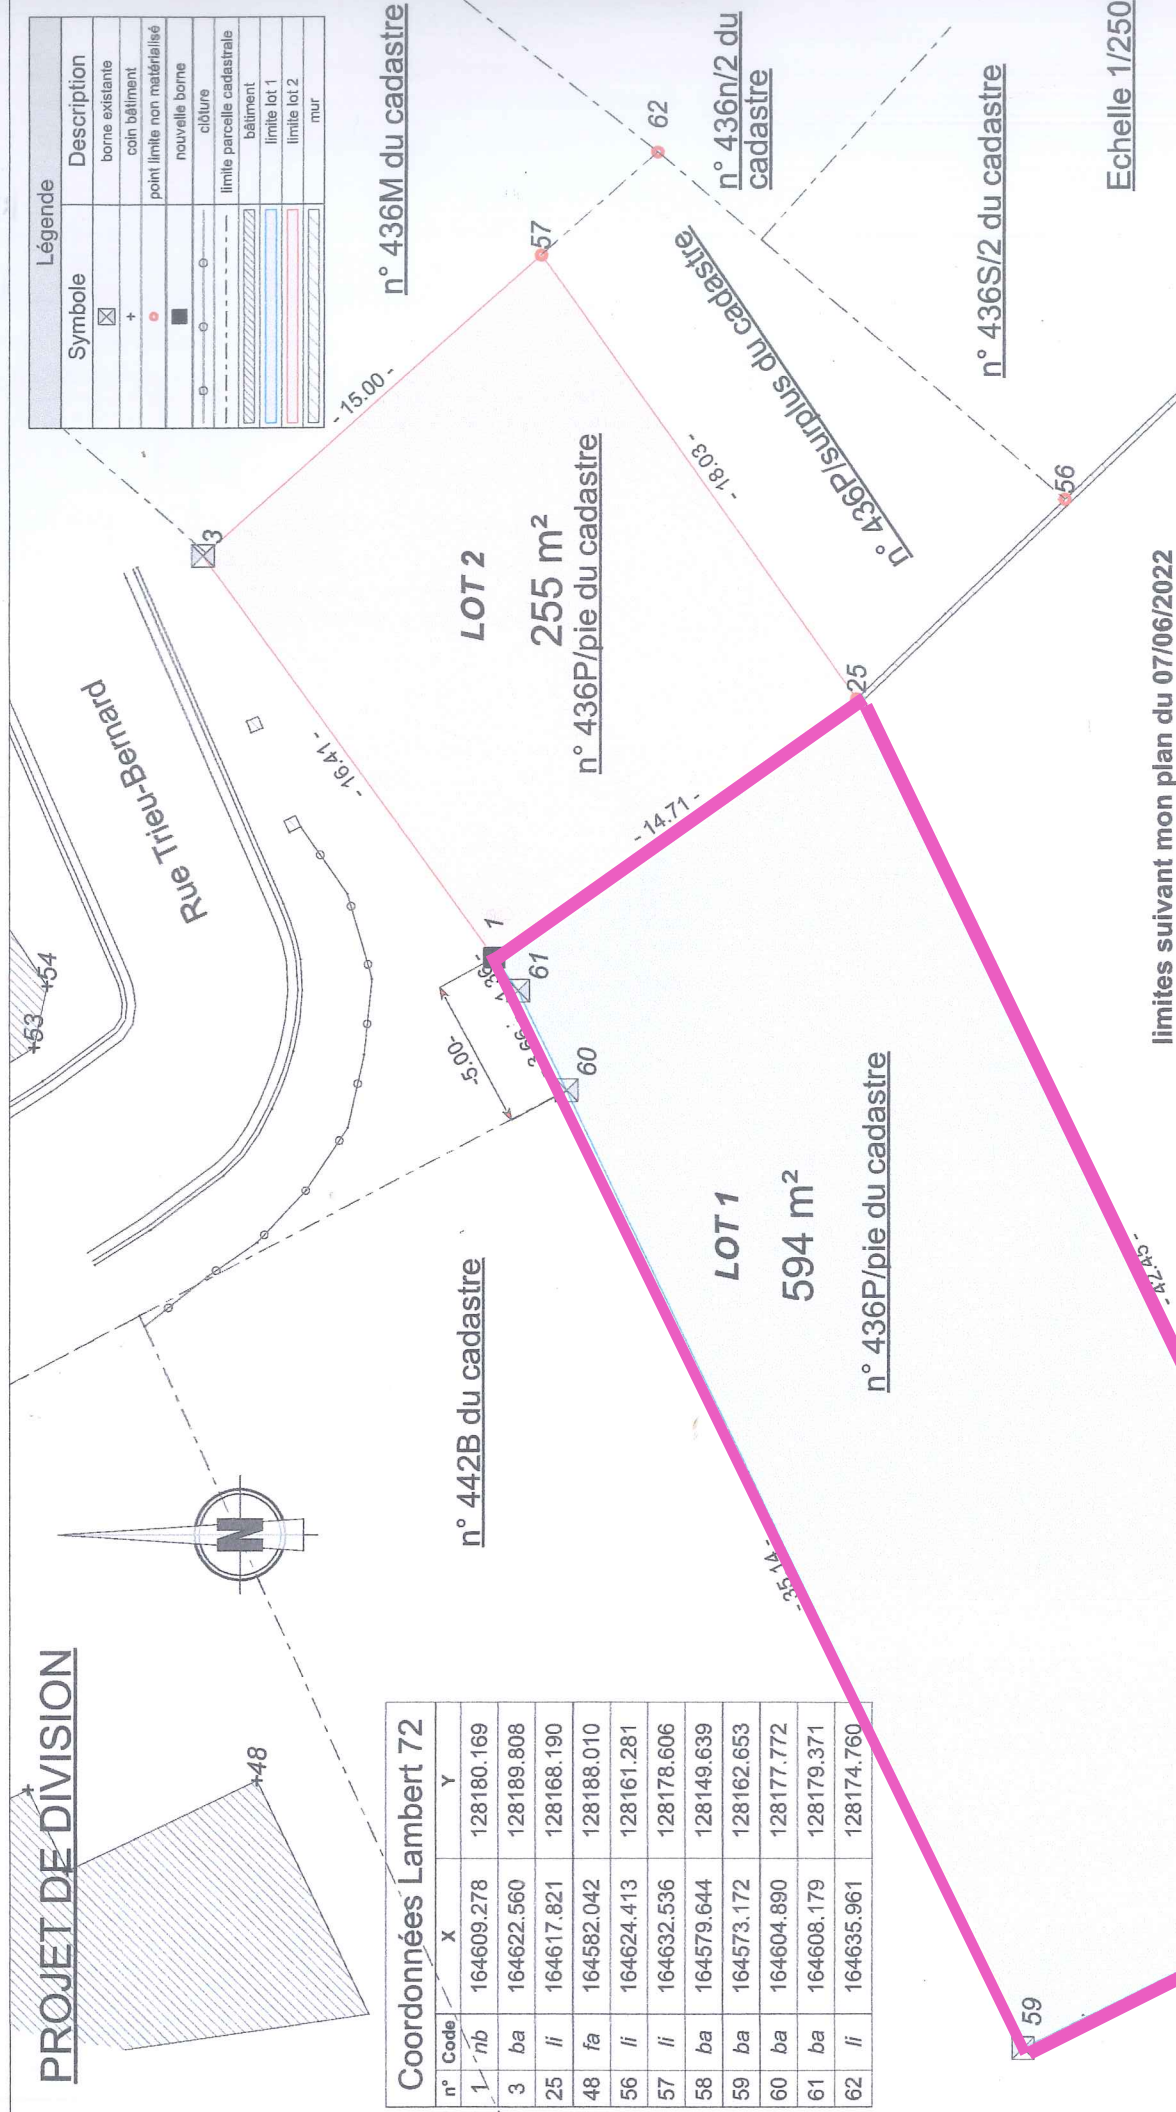 PROJET DE DIVISION
Légende
Symbole Description
borne existante
coin bâtiment
point limite non matérialisé
nouvelle borne
clôture
limite parcelle cadastrale
bâtiment
limite lot 1
limite lot 2
mur
Coordonnées Lambert 72
n° Code X Y
1 nb 164609.278 128180.169
3 ba 164622.560 128189.808
25 li 164617.821 128168.190
48 fa 164582.042 128188.010
56 li 164624.413 128161.281
57 li 164632.536 128178.606
58 ba 164579.644 128149.639
59 ba 164573.172 128162.653
60 ba 164604.890 128177.772
61 ba 164608.179 128179.371
62 li 164635.961 128174.760
+48
+53
+54
Rue Trieu-Bernard
N
n° 442B du cadastre
n° 436M du cadastre
3
- 15.00 -
57
62
- 16.41 -
LOT 2
255 m²
n° 436P/pie du cadastre
- 18.03 -
n° 436P/surplus du cadastre
n° 436n/2 du
cadastre
n° 436S/2 du cadastre
Echelle 1/250
1
61
60
1.36-
3.66
-5.00-
- 14.71 -
25
56
LOT 1
594 m²
n° 436P/pie du cadastre
- 35.14 -
- 42.45 -
59
limites suivant mon plan du 07/06/2022